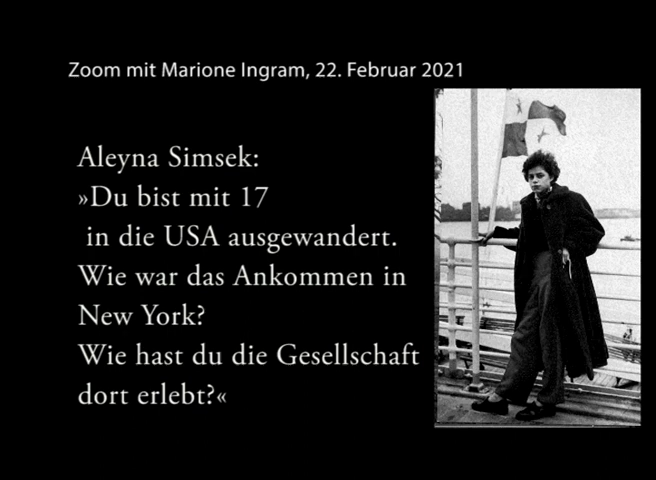 Zoom mit Marione Ingram, 22. Februar 2021
Aleyna Simsek:
»Du bist mit 17
in die USA ausgewandert.
Wie war das Ankommen in
New York?
Wie hast du die Gesellschaft
dort erlebt?«